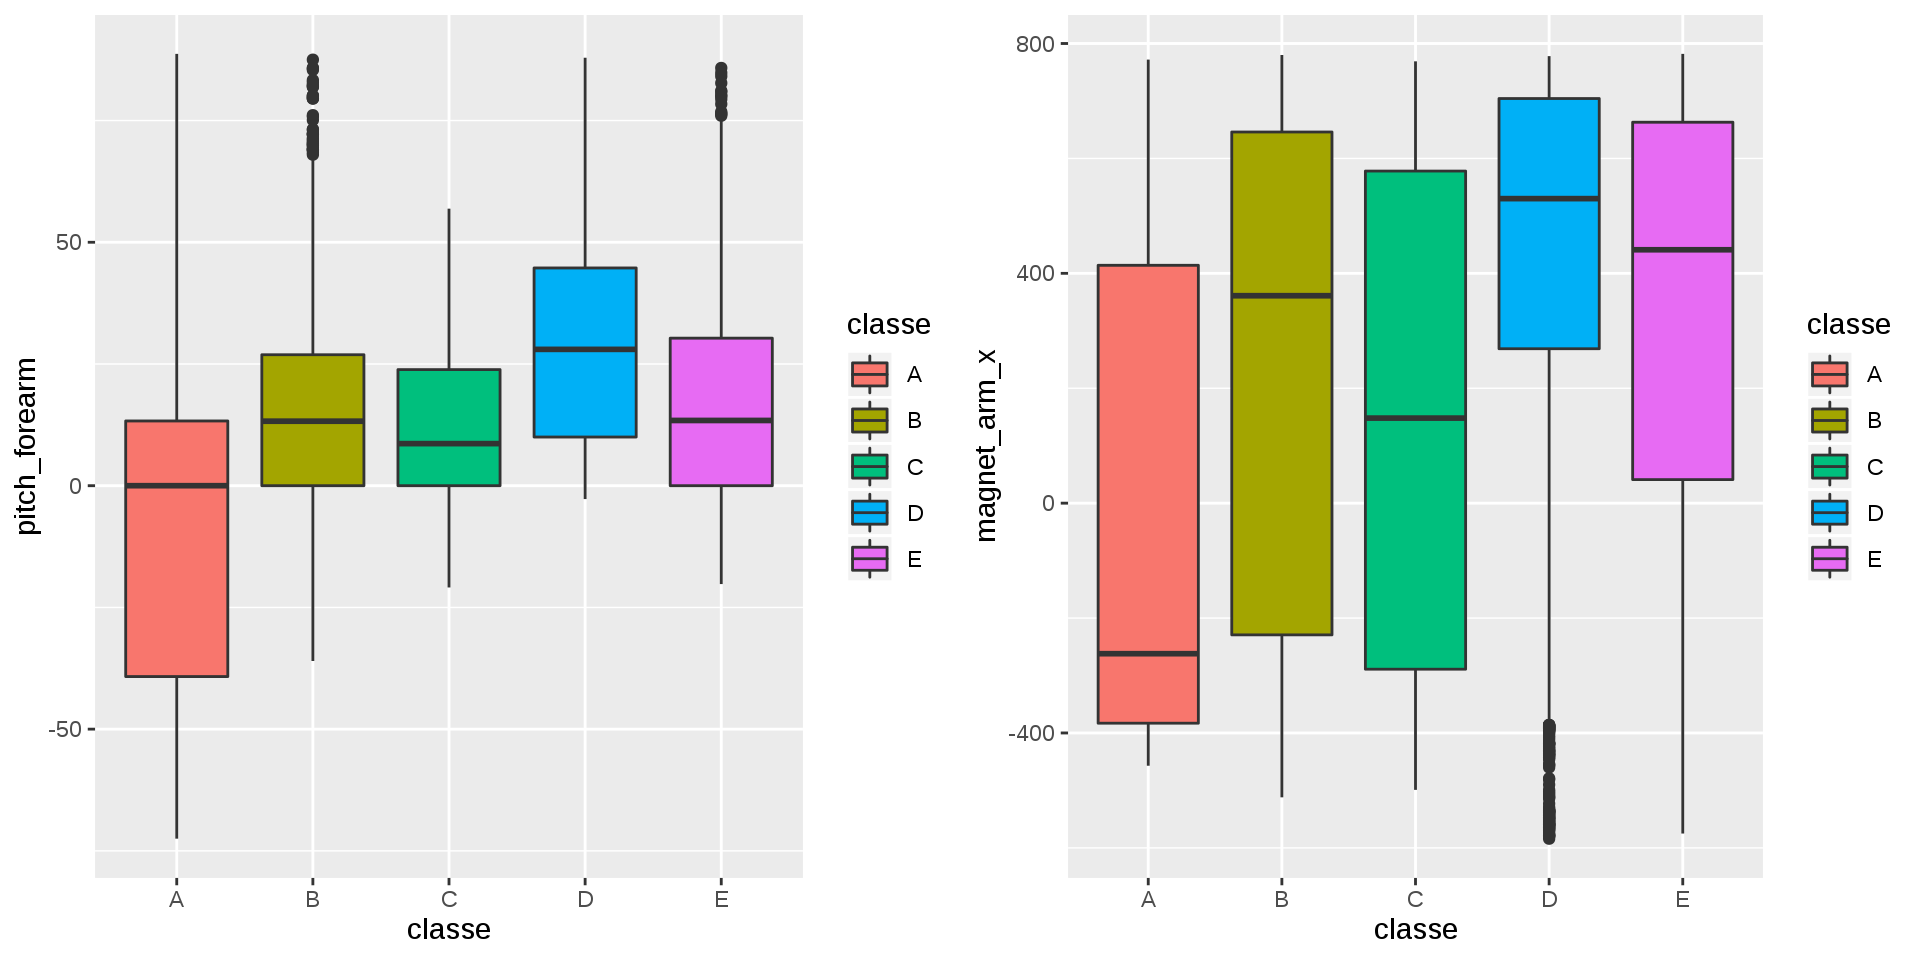 pitch_forearm
50
0
-50
A B C D E
classe
classe
A
B
C
D
E
magnet_arm_x
800
400
0
-400
A B C D E
classe
classe
A
B
C
D
E